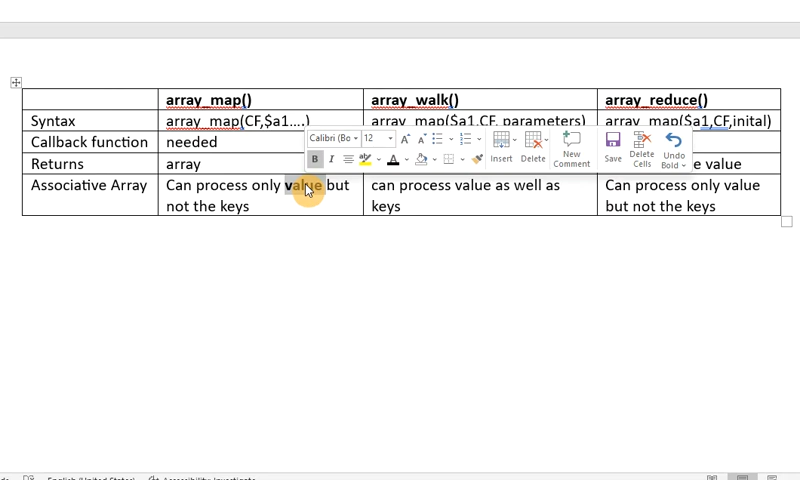 array_map() array_walk() array_reduce()
Syntax array_map(CF,$a1....) array_map($a1,CF, parameters) array_map($a1,CF,inital)
Calibri (Bo 12
Callback function needed
B I A Insert Delete New Comment Save Delete Cells Undo Bold
Returns array e value
Associative Array Can process only value but can process value as well as Can process only value
not the keys keys but not the keys
English (United States) Accessibility: Investigate